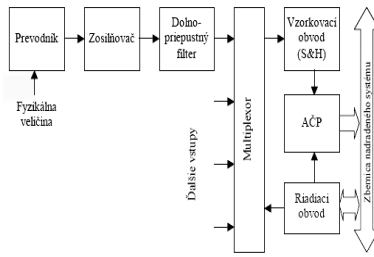 Prevodník
Zosilňovač
Dolno-
priepustný
filter
Vzorkovací
obvod
(S&H)
Fyzikálna
veličina
Ďalšie vstupy
Multiplexor
AČP
Riadiaci
obvod
Zbernica nadradeného systému